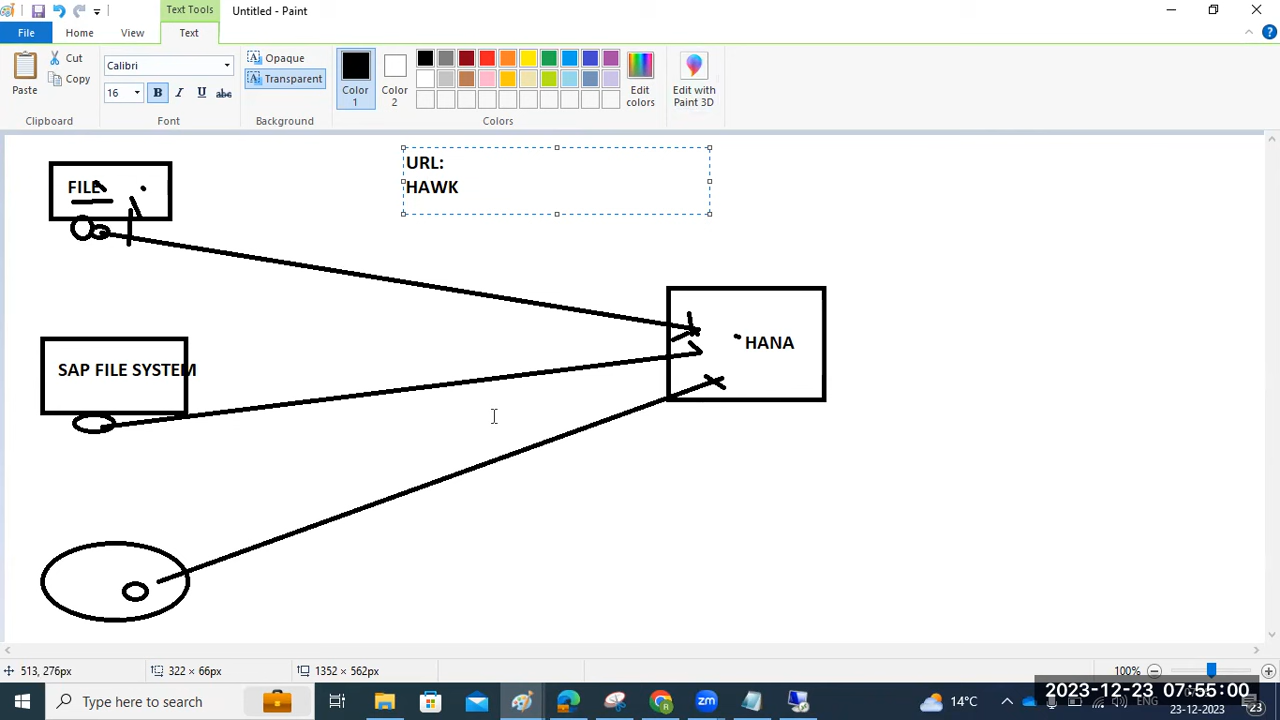 Text Tools
Untitled - Paint
File
Home
View
Text
Paste
Cut
Copy
Clipboard
Calibri
16
B I U abc
Font
Opaque
Transparent
Background
Color 1
Color 2
Edit colors
Edit with Paint 3D
Colors
URL:
HAWK
FILE
HANA
SAP FILE SYSTEM
513, 276px
322 × 66px
1352 × 562px
100%
Type here to search
zm
14°C
ENG
2023-12-23 07:55:00
23-12-2023
23